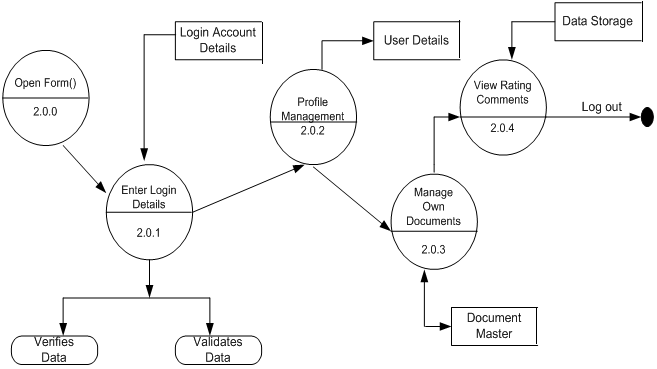 Login Account
Details
User Details
Data Storage
Open Form()
2.0.0
Profile
Management
2.0.2
View Rating
Comments
2.0.4
Log out
Enter Login
Details
2.0.1
Manage
Own
Documents
2.0.3
Document
Master
Verifies
Data
Validates
Data